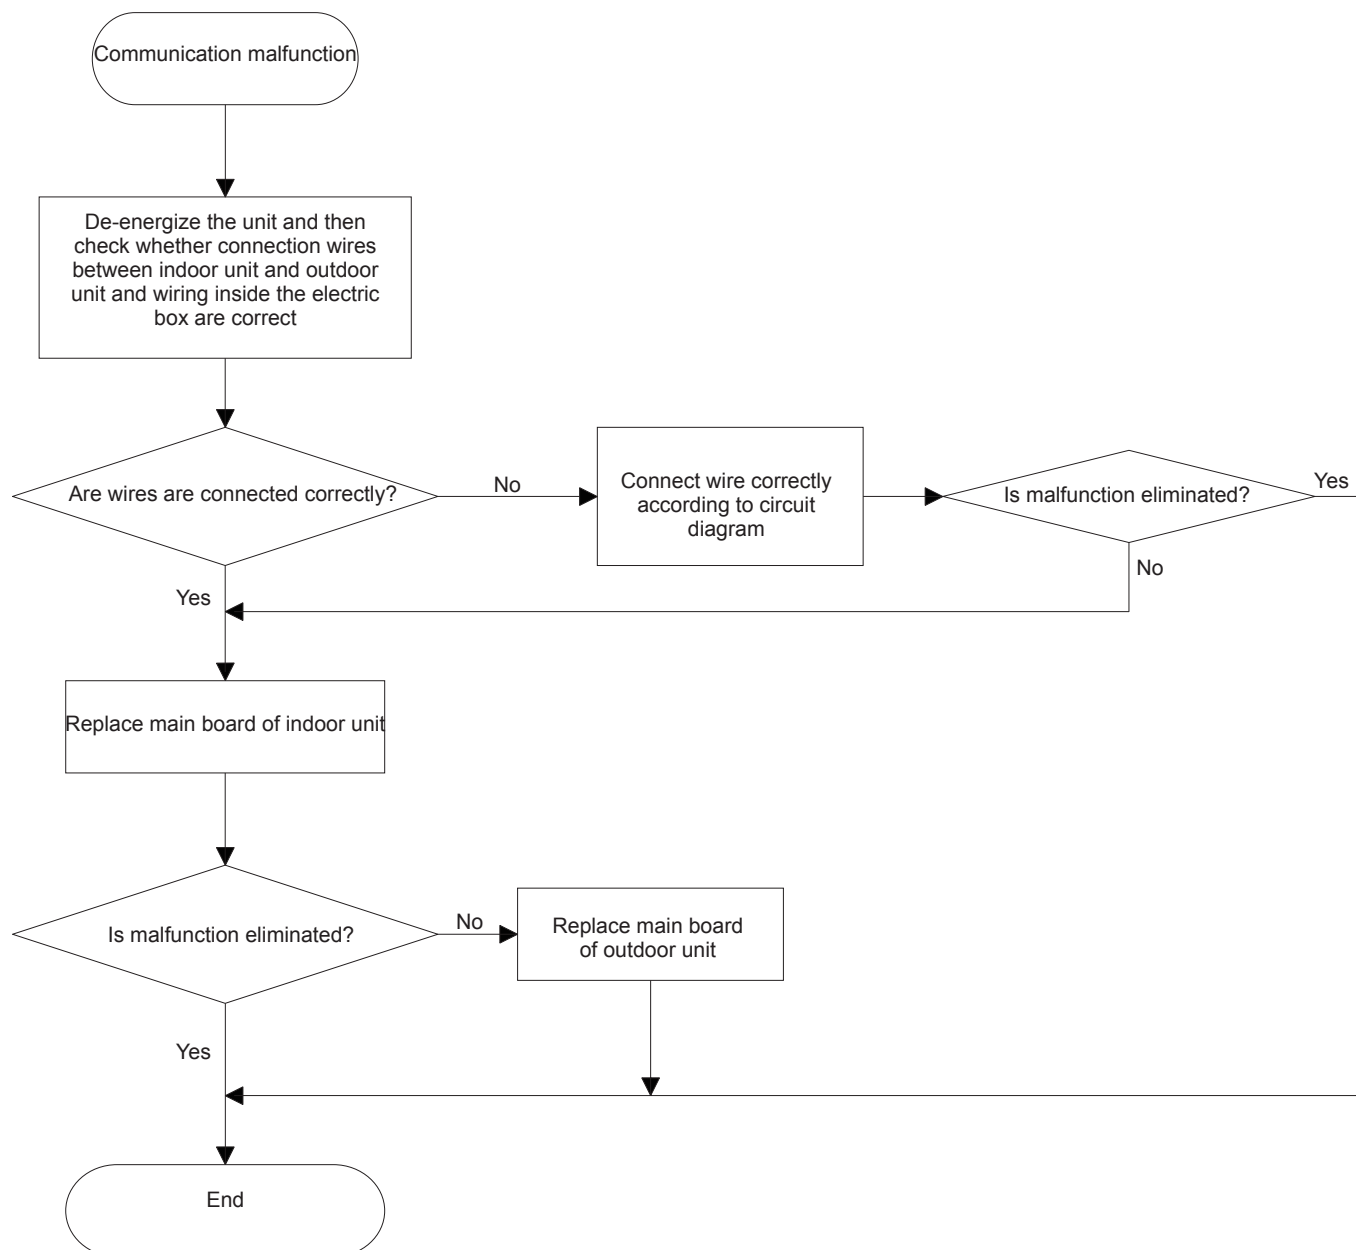 Communication malfunction
De-energize the unit and then
check whether connection wires
between indoor unit and outdoor
unit and wiring inside the electric
box are correct
Are wires are connected correctly?
No
Connect wire correctly
according to circuit
diagram
Is malfunction eliminated?
Yes
No
Yes
Replace main board of indoor unit
Is malfunction eliminated?
No
Replace main board
of outdoor unit
Yes
End